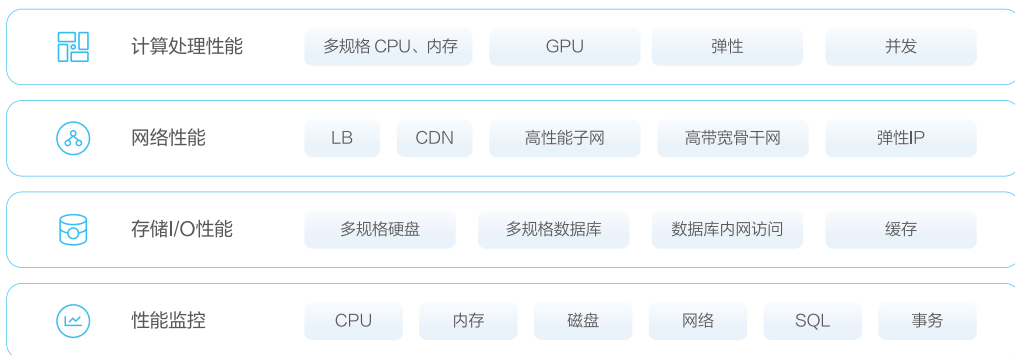 计算处理性能 多规格 CPU、内存 GPU 弹性 并发
网络性能 LB CDN 高性能子网 高带宽骨干网 弹性IP
存储I/O性能 多规格硬盘 多规格数据库 数据库内网访问 缓存
性能监控 CPU 内存 磁盘 网络 SQL 事务